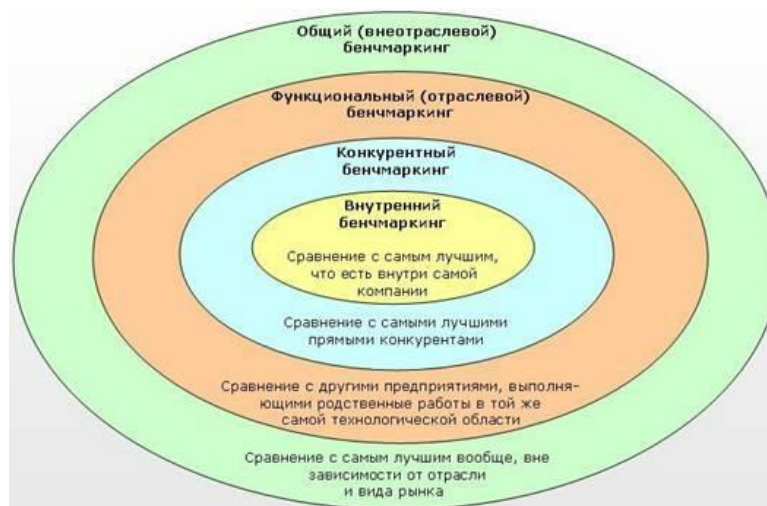 Общий (внеотраслевой)
бенчмаркинг
Функциональный (отраслевой)
бенчмаркинг
Конкурентный
бенчмаркинг
Внутренний
бенчмаркинг
Сравнение с самым лучшим,
что есть внутри самой
компании
Сравнение с самыми лучшими
прямыми конкурентами
Сравнение с другими предприятиями, выполня-
ющими родственные работы в той же
самой технологической области
Сравнение с самым лучшим вообще, вне
зависимости от отрасли
и вида рынка